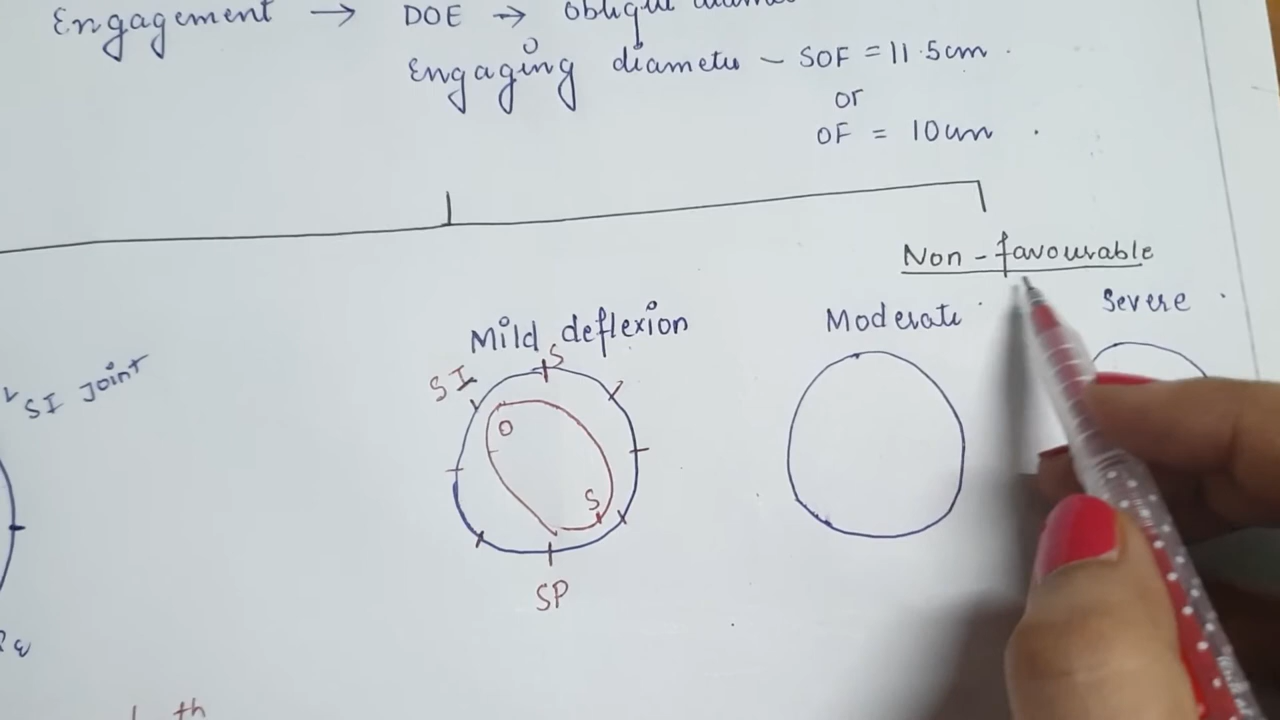 Engagement → DOE → oblique
Engaging diameter – SOF = 11.5cm
or
OF = 10cm
Non-favourable
Mild deflexion
Moderate
Severe
SI Joint
SI
S
O
S
SP
th